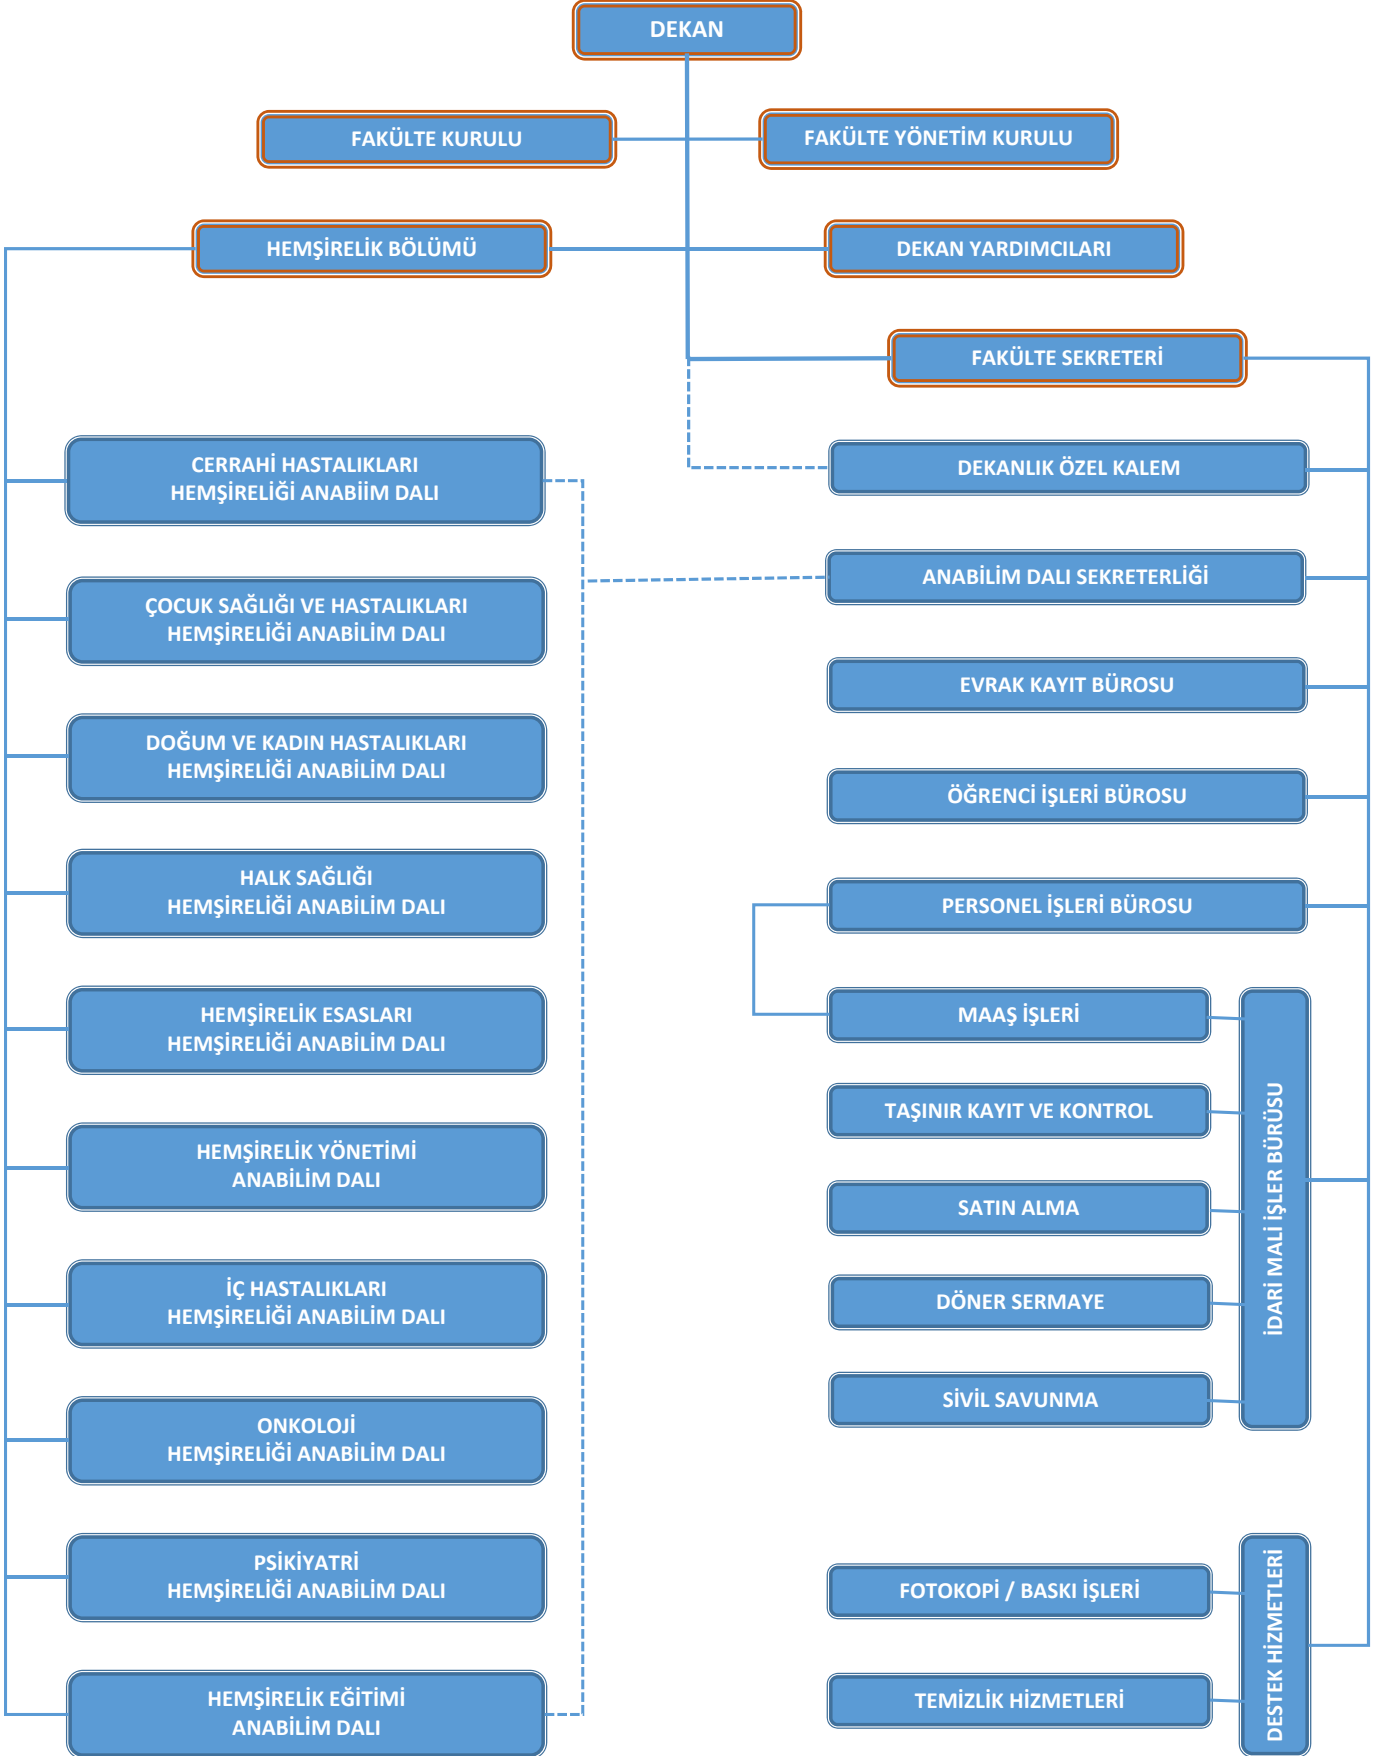 DEKAN
FAKÜLTE KURULU
FAKÜLTE YÖNETİM KURULU
HEMŞİRELİK BÖLÜMÜ
DEKAN YARDIMCILARI
FAKÜLTE SEKRETERİ
CERRAHİ HASTALIKLARI
HEMŞİRELİĞİ ANABİİM DALI
ÇOCUK SAĞLIĞI VE HASTALIKLARI
HEMŞİRELİĞİ ANABİLİM DALI
DOĞUM VE KADIN HASTALIKLARI
HEMŞİRELİĞİ ANABİLİM DALI
HALK SAĞLIĞI
HEMŞİRELİĞİ ANABİLİM DALI
HEMŞİRELİK ESASLARI
HEMŞİRELİĞİ ANABİLİM DALI
HEMŞİRELİK YÖNETİMİ
ANABİLİM DALI
İÇ HASTALIKLARI
HEMŞİRELİĞİ ANABİLİM DALI
ONKOLOJİ
HEMŞİRELİĞİ ANABİLİM DALI
PSİKİYATRİ
HEMŞİRELİĞİ ANABİLİM DALI
HEMŞİRELİK EĞİTİMİ
ANABİLİM DALI
DEKANLIK ÖZEL KALEM
ANABİLİM DALI SEKRETERLİĞİ
EVRAK KAYIT BÜROSU
ÖĞRENCİ İŞLERİ BÜROSU
PERSONEL İŞLERİ BÜROSU
MAAŞ İŞLERİ
TAŞINIR KAYIT VE KONTROL
SATIN ALMA
DÖNER SERMAYE
SİVİL SAVUNMA
İDARİ MALİ İŞLER BÜRÜSU
FOTOKOPİ / BASKI İŞLERİ
TEMİZLİK HİZMETLERİ
DESTEK HİZMETLERİ